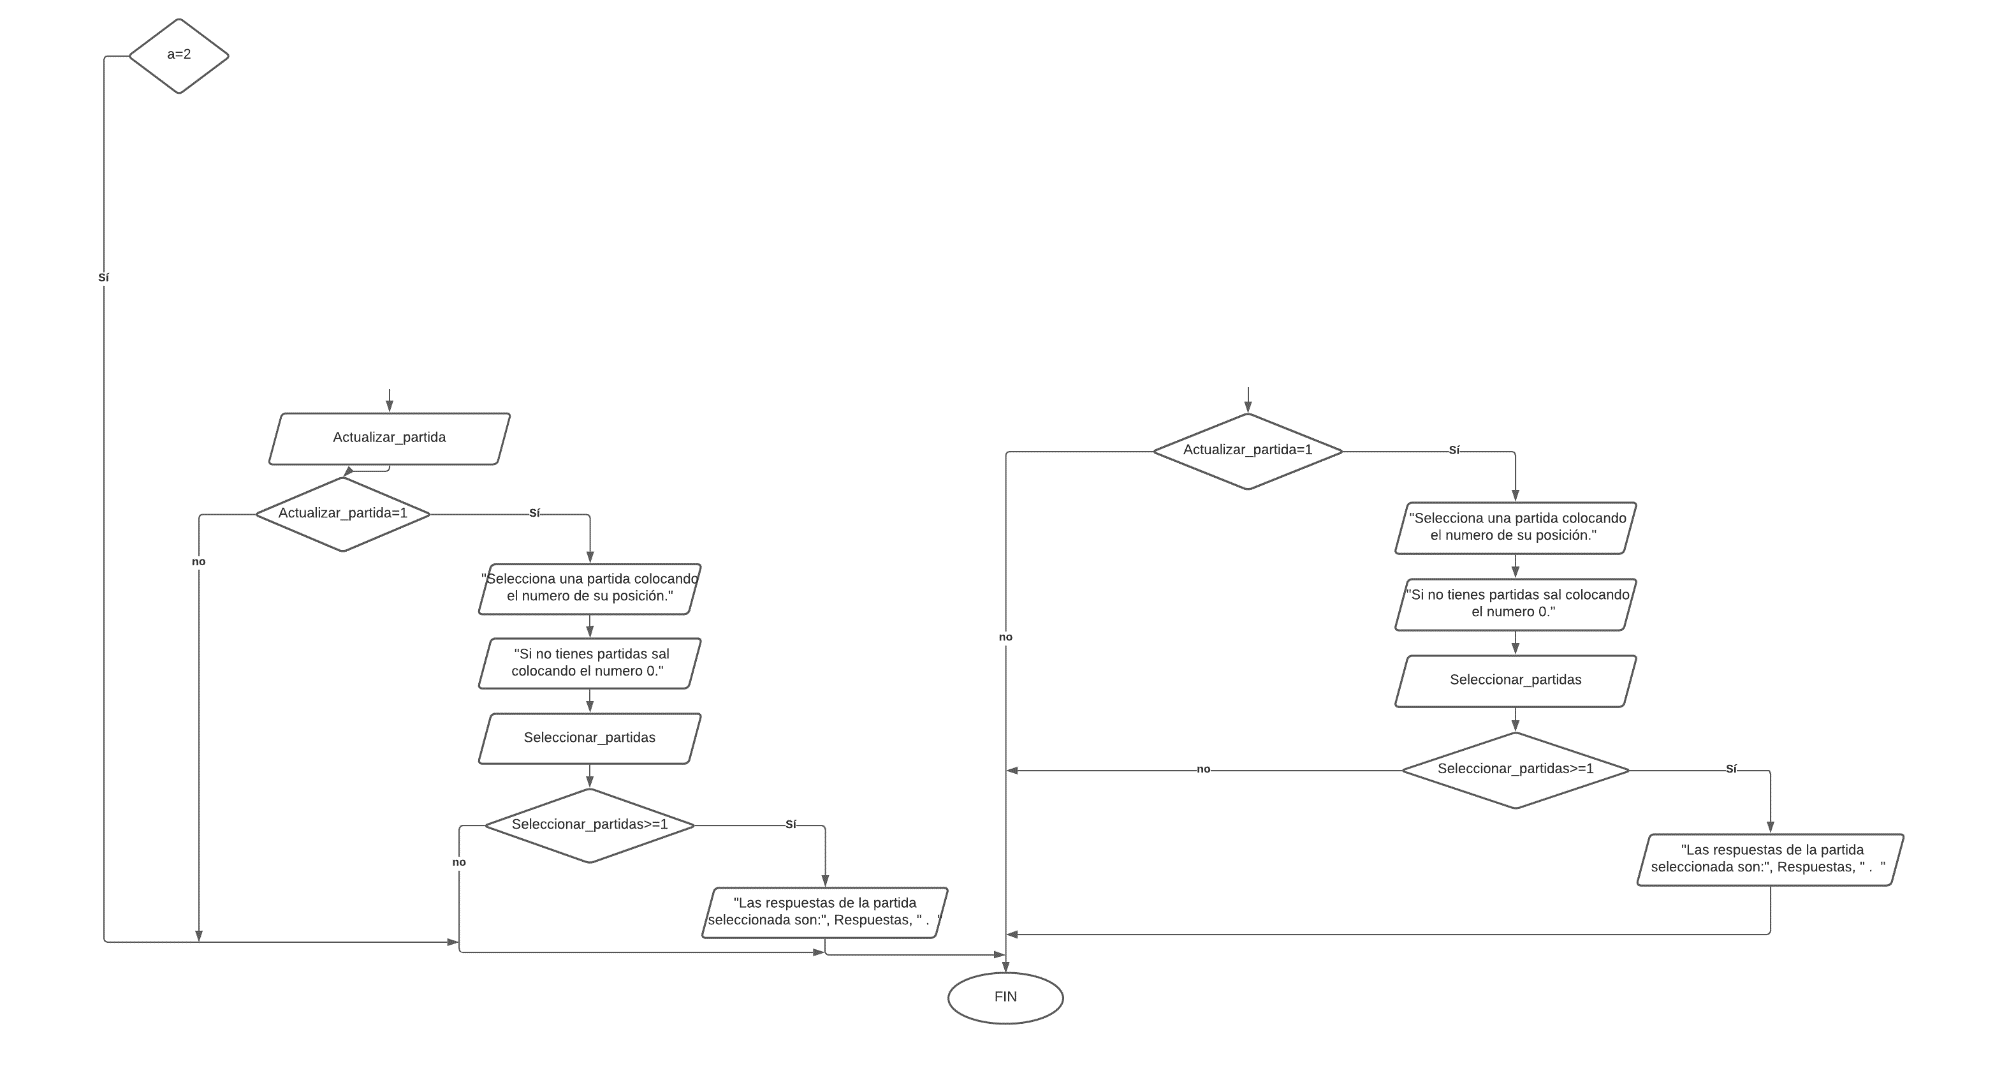 a=2
Sí
Actualizar_partida
Actualizar_partida=1
Sí
no
"Selecciona una partida colocando
el numero de su posición."
"Si no tienes partidas sal
colocando el numero 0."
Seleccionar_partidas
Seleccionar_partidas>=1
Sí
no
"Las respuestas de la partida
seleccionada son:", Respuestas, " .  "
Actualizar_partida=1
Sí
no
"Selecciona una partida colocando
el numero de su posición."
"Si no tienes partidas sal colocando
el numero 0."
Seleccionar_partidas
Seleccionar_partidas>=1
no
Sí
"Las respuestas de la partida
seleccionada son:", Respuestas, " .  "
FIN